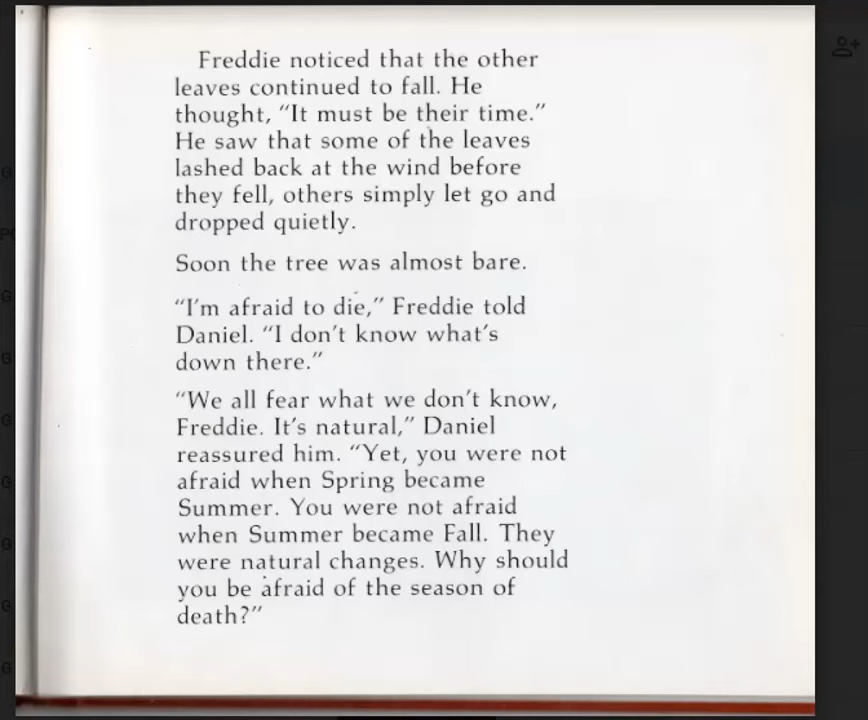 Freddie noticed that the other
leaves continued to fall. He
thought, “It must be their time.”
He saw that some of the leaves
lashed back at the wind before
they fell, others simply let go and
dropped quietly.
Soon the tree was almost bare.
“I’m afraid to die,” Freddie told
Daniel. “I don’t know what’s
down there.”
“We all fear what we don’t know,
Freddie. It’s natural,” Daniel
reassured him. “Yet, you were not
afraid when Spring became
Summer. You were not afraid
when Summer became Fall. They
were natural changes. Why should
you be afraid of the season of
death?”